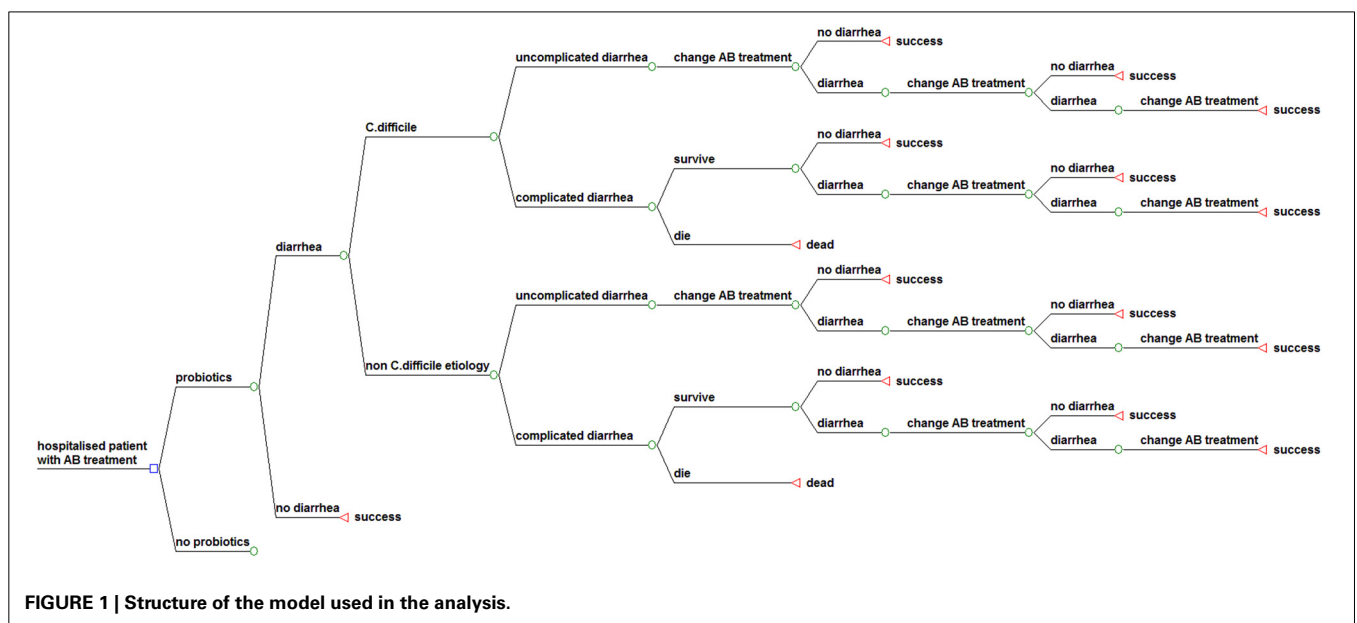 no diarrhea
success
uncomplicated diarrhea
change AB treatment
no diarrhea
diarrhea
change AB treatment
success
diarrhea
change AB treatment
success
C.difficile
no diarrhea
success
survive
no diarrhea
diarrhea
change AB treatment
success
complicated diarrhea
diarrhea
change AB treatment
success
diarrhea
die
dead
no diarrhea
success
uncomplicated diarrhea
change AB treatment
no diarrhea
diarrhea
change AB treatment
success
diarrhea
change AB treatment
success
non C.difficile etiology
no diarrhea
success
probiotics
survive
no diarrhea
diarrhea
change AB treatment
success
hospitalised patient
with AB treatment
complicated diarrhea
diarrhea
change AB treatment
success
die
dead
no diarrhea
success
no probiotics
FIGURE 1 | Structure of the model used in the analysis.